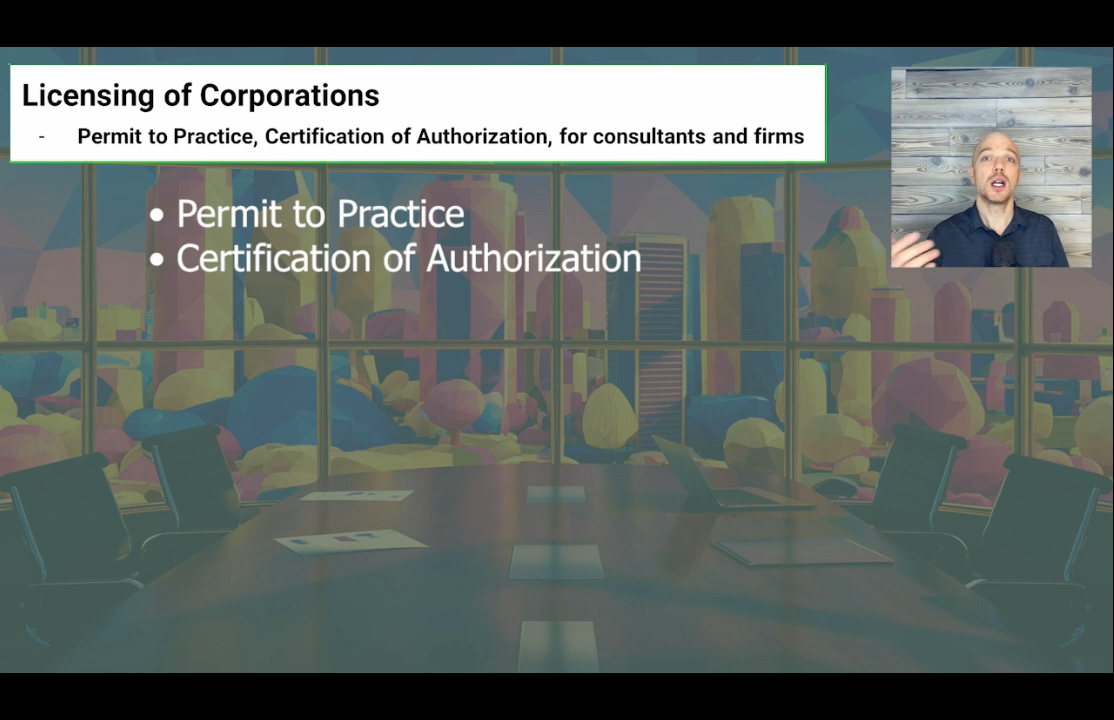 Licensing of Corporations
- Permit to Practice, Certification of Authorization, for consultants and firms
• Permit to Practice
• Certification of Authorization